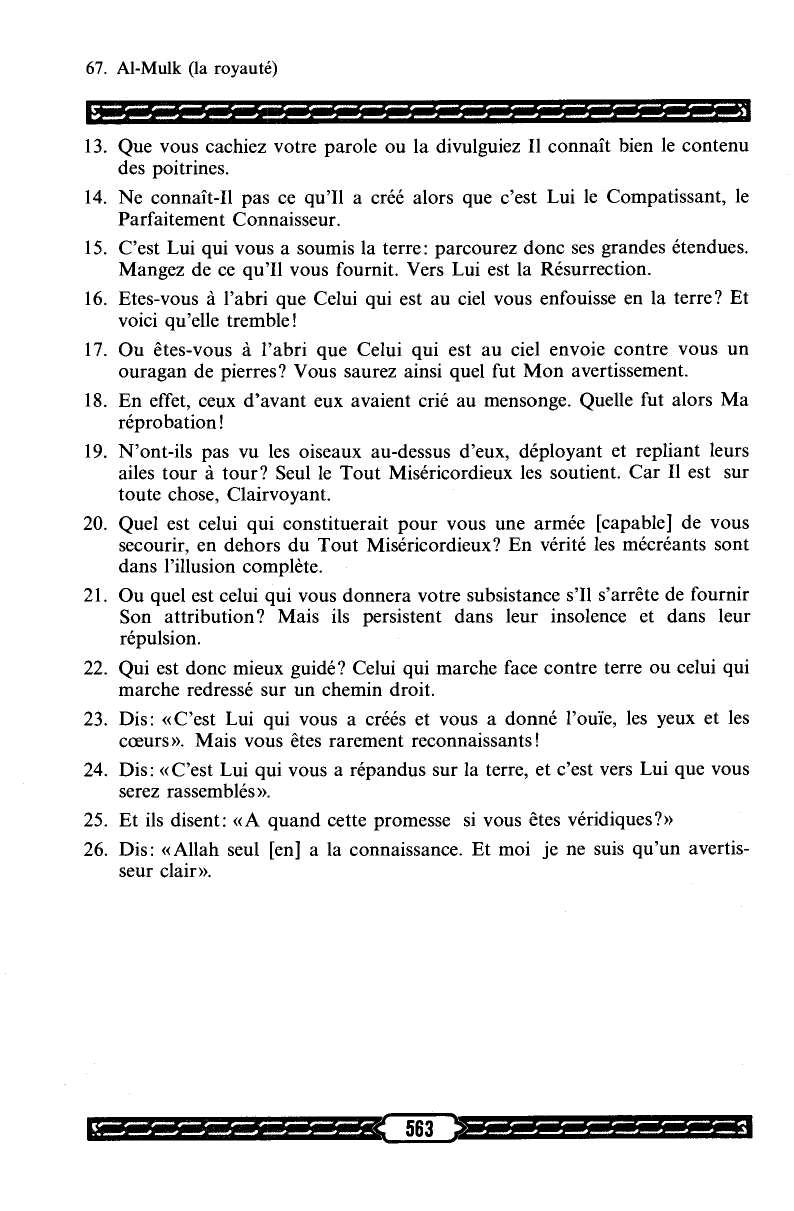 67. Al-Mulk (la royauté)
13. Que vous cachiez votre parole ou la divulguiez Il connaît bien le contenu
des poitrines.
14. Ne connaît-Il pas ce qu'Il a créé alors que c'est Lui le Compatissant, le
Parfaitement Connaisseur.
15. C'est Lui qui vous a soumis la terre: parcourez donc ses grandes étendues.
Mangez de ce qu'Il vous fournit. Vers Lui est la Résurrection.
16. Etes-vous à l'abri que Celui qui est au ciel vous enfouisse en la terre? Et
voici qu'elle tremble!
17. Ou êtes-vous à l'abri que Celui qui est au ciel envoie contre vous un
ouragan de pierres? Vous saurez ainsi quel fut Mon avertissement.
18. En effet, ceux d'avant eux avaient crié au mensonge. Quelle fut alors Ma
réprobation!
19. N'ont-ils pas vu les oiseaux au-dessus d'eux, déployant et repliant leurs
ailes tour à tour? Seul le Tout Miséricordieux les soutient. Car Il est sur
toute chose, Clairvoyant.
20. Quel est celui qui constituerait pour vous une armée [capable] de vous
secourir, en dehors du Tout Miséricordieux? En vérité les mécréants sont
dans l'illusion complète.
21. Ou quel est celui qui vous donnera votre subsistance s'Il s'arrête de fournir
Son attribution? Mais ils persistent dans leur insolence et dans leur
répulsion.
22. Qui est donc mieux guidé? Celui qui marche face contre terre ou celui qui
marche redressé sur un chemin droit.
23. Dis: «C'est Lui qui vous a créés et vous a donné l'ouïe, les yeux et les
cœurs». Mais vous êtes rarement reconnaissants!
24. Dis: «C'est Lui qui vous a répandus sur la terre, et c'est vers Lui que vous
serez rassemblés».
25. Et ils disent: «A quand cette promesse si vous êtes véridiques?»
26. Dis: «Allah seul [en] a la connaissance. Et moi je ne suis qu'un avertis-
seur clair».
563